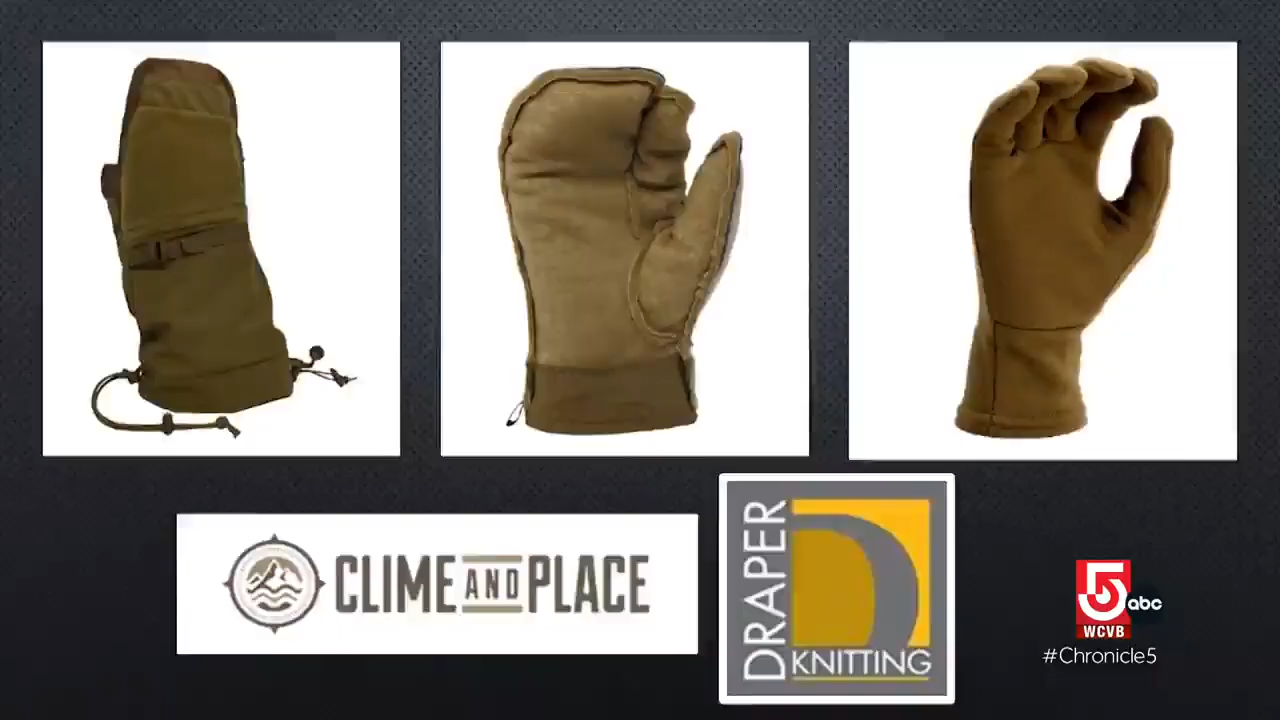 CLIME AND PLACE
DRAPER
KNITTING
5 abc
WCVB
#Chronicle5